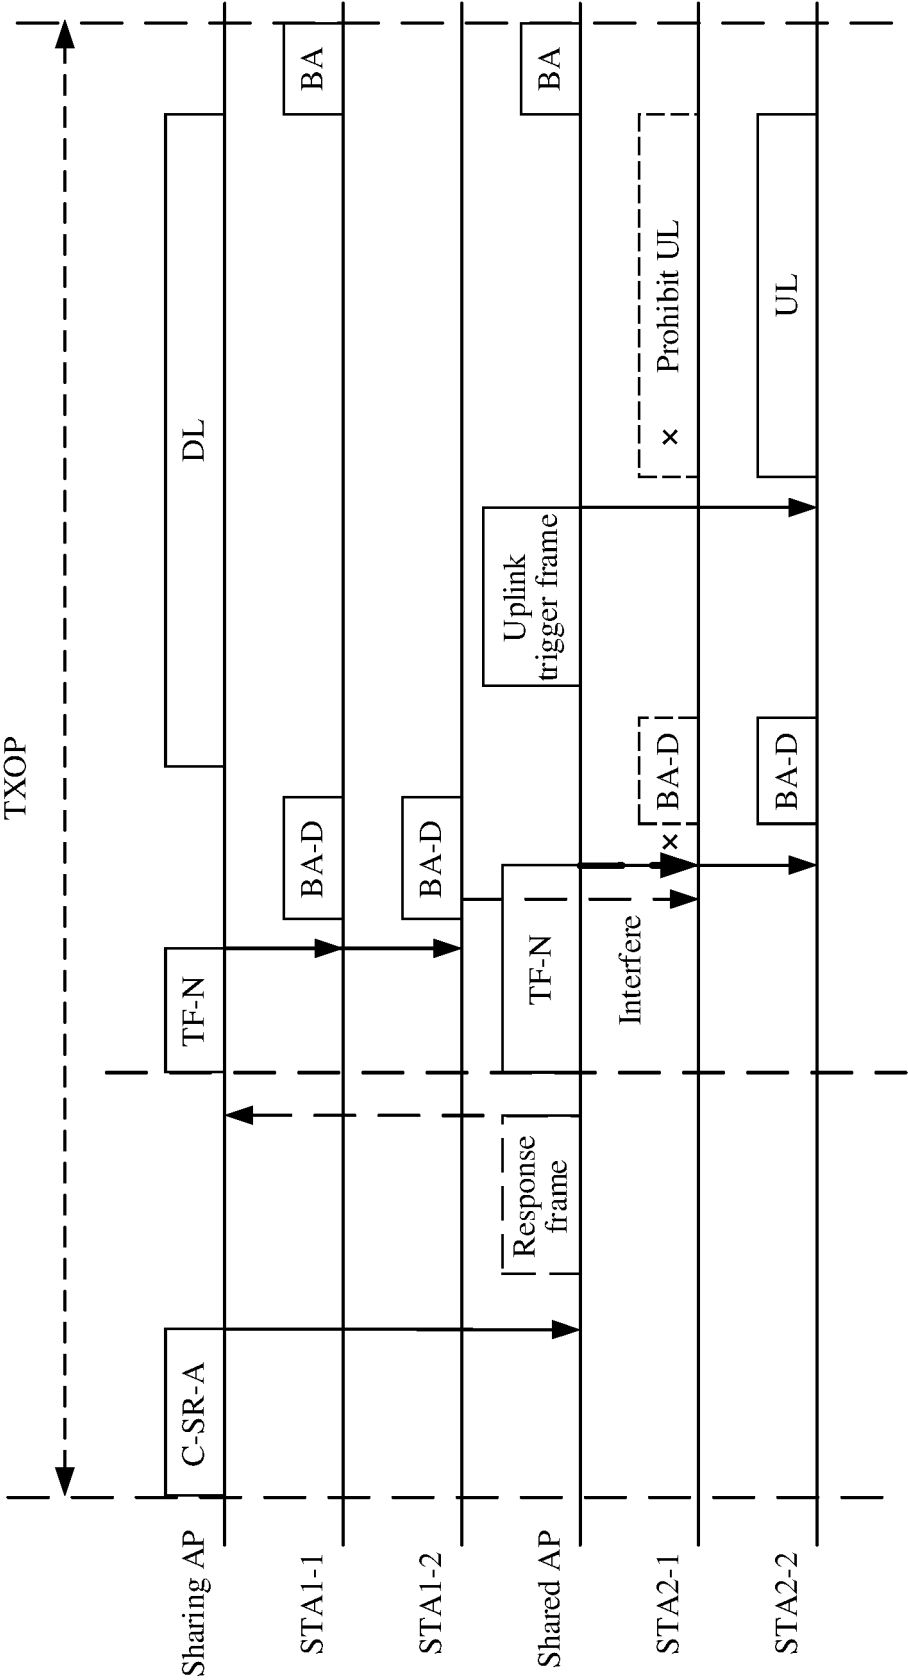 TXOP
Sharing AP
C-SR-A
TF-N
DL
STA1-1
BA-D
BA
STA1-2
BA-D
Shared AP
Response
frame
TF-N
Uplink
trigger frame
BA
Interfere
STA2-1
×
BA-D
×
Prohibit UL
STA2-2
BA-D
UL